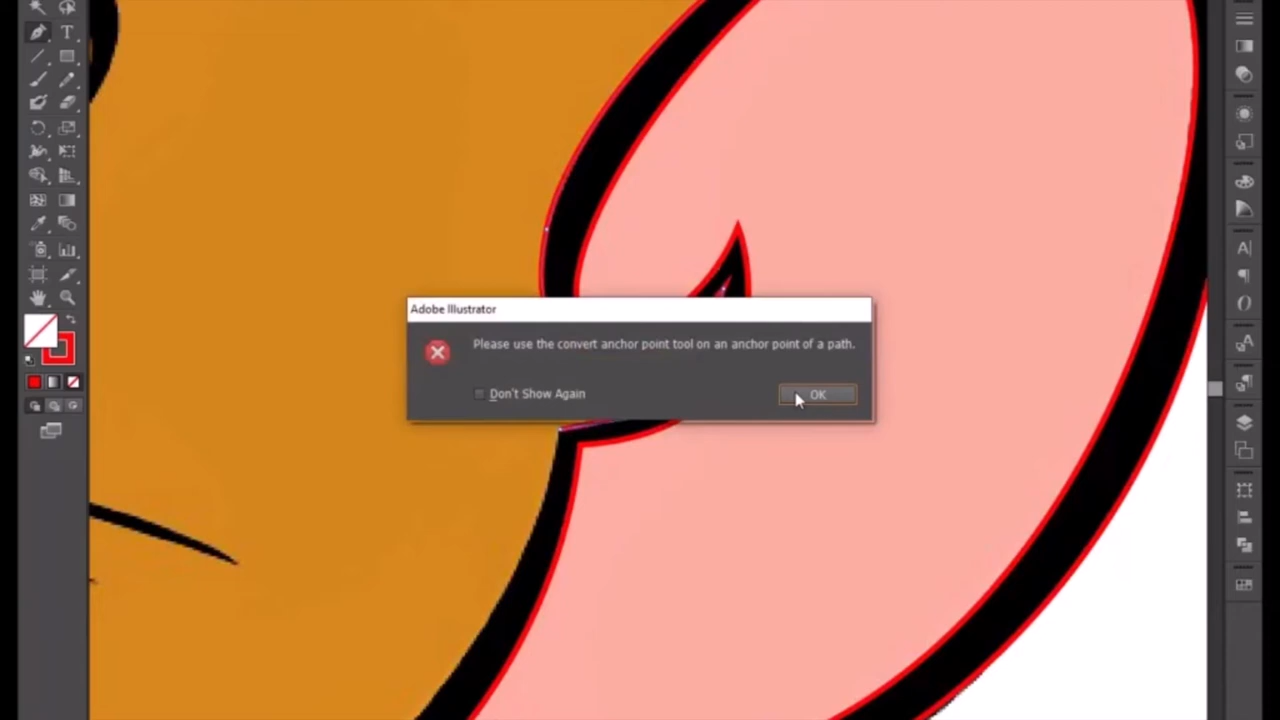 Adobe Illustrator
Please use the convert anchor point tool on an anchor point of a path.
Don't Show Again
OK